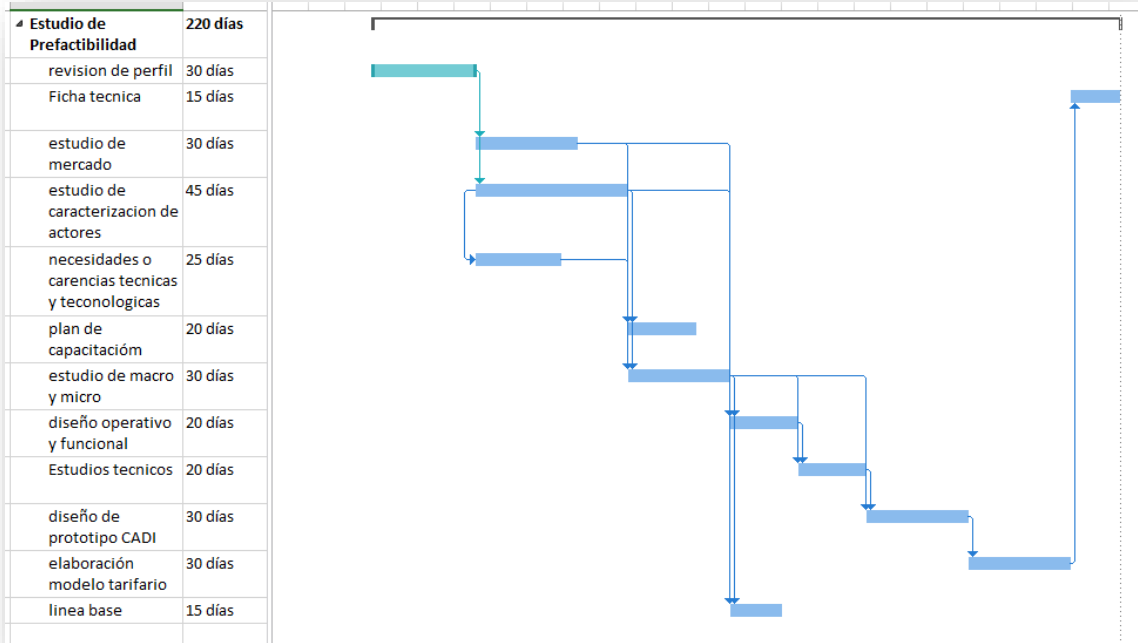 Estudio de 220 días
Prefactibilidad
revision de perfil 30 días
Ficha tecnica 15 días
estudio de 30 días
mercado
estudio de 45 días
caracterizacion de
actores
necesidades o 25 días
carencias tecnicas
y teconologicas
plan de 20 días
capacitacióm
estudio de macro 30 días
y micro
diseño operativo 20 días
y funcional
Estudios tecnicos 20 días
diseño de 30 días
prototipo CADI
elaboración 30 días
modelo tarifario
linea base 15 días